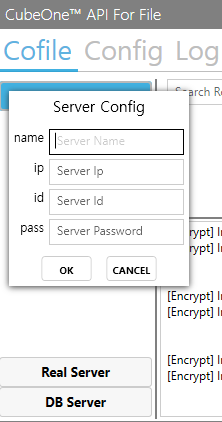 CubeOne™ API For File
Cofile Config Log
Search Re
Server Config
name Server Name
ip Server Ip
id Server Id
pass Server Password
OK CANCEL
[Encrypt] In
[Encrypt] In
[Encrypt] In
[Encrypt] In
[Encrypt] In
[Encrypt] In
Real Server
DB Server